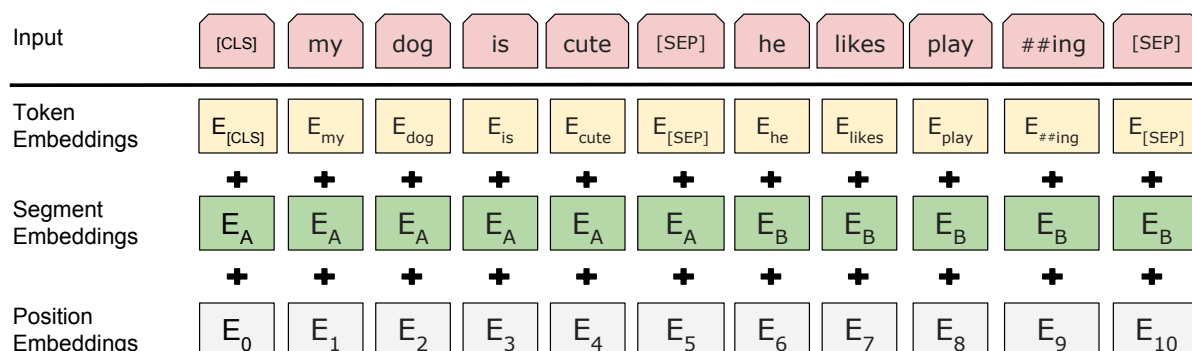 Input [CLS] my dog is cute [SEP] he likes play ##ing [SEP]
Token
Embeddings
E[CLS] Emy Edog Eis Ecute E[SEP] Ehe Elikes Eplay E##ing E[SEP]
+ + + + + + + + + + +
Segment
Embeddings
EA EA EA EA EA EA EB EB EB EB EB
+ + + + + + + + + + +
Position
Embeddings
E0 E1 E2 E3 E4 E5 E6 E7 E8 E9 E10